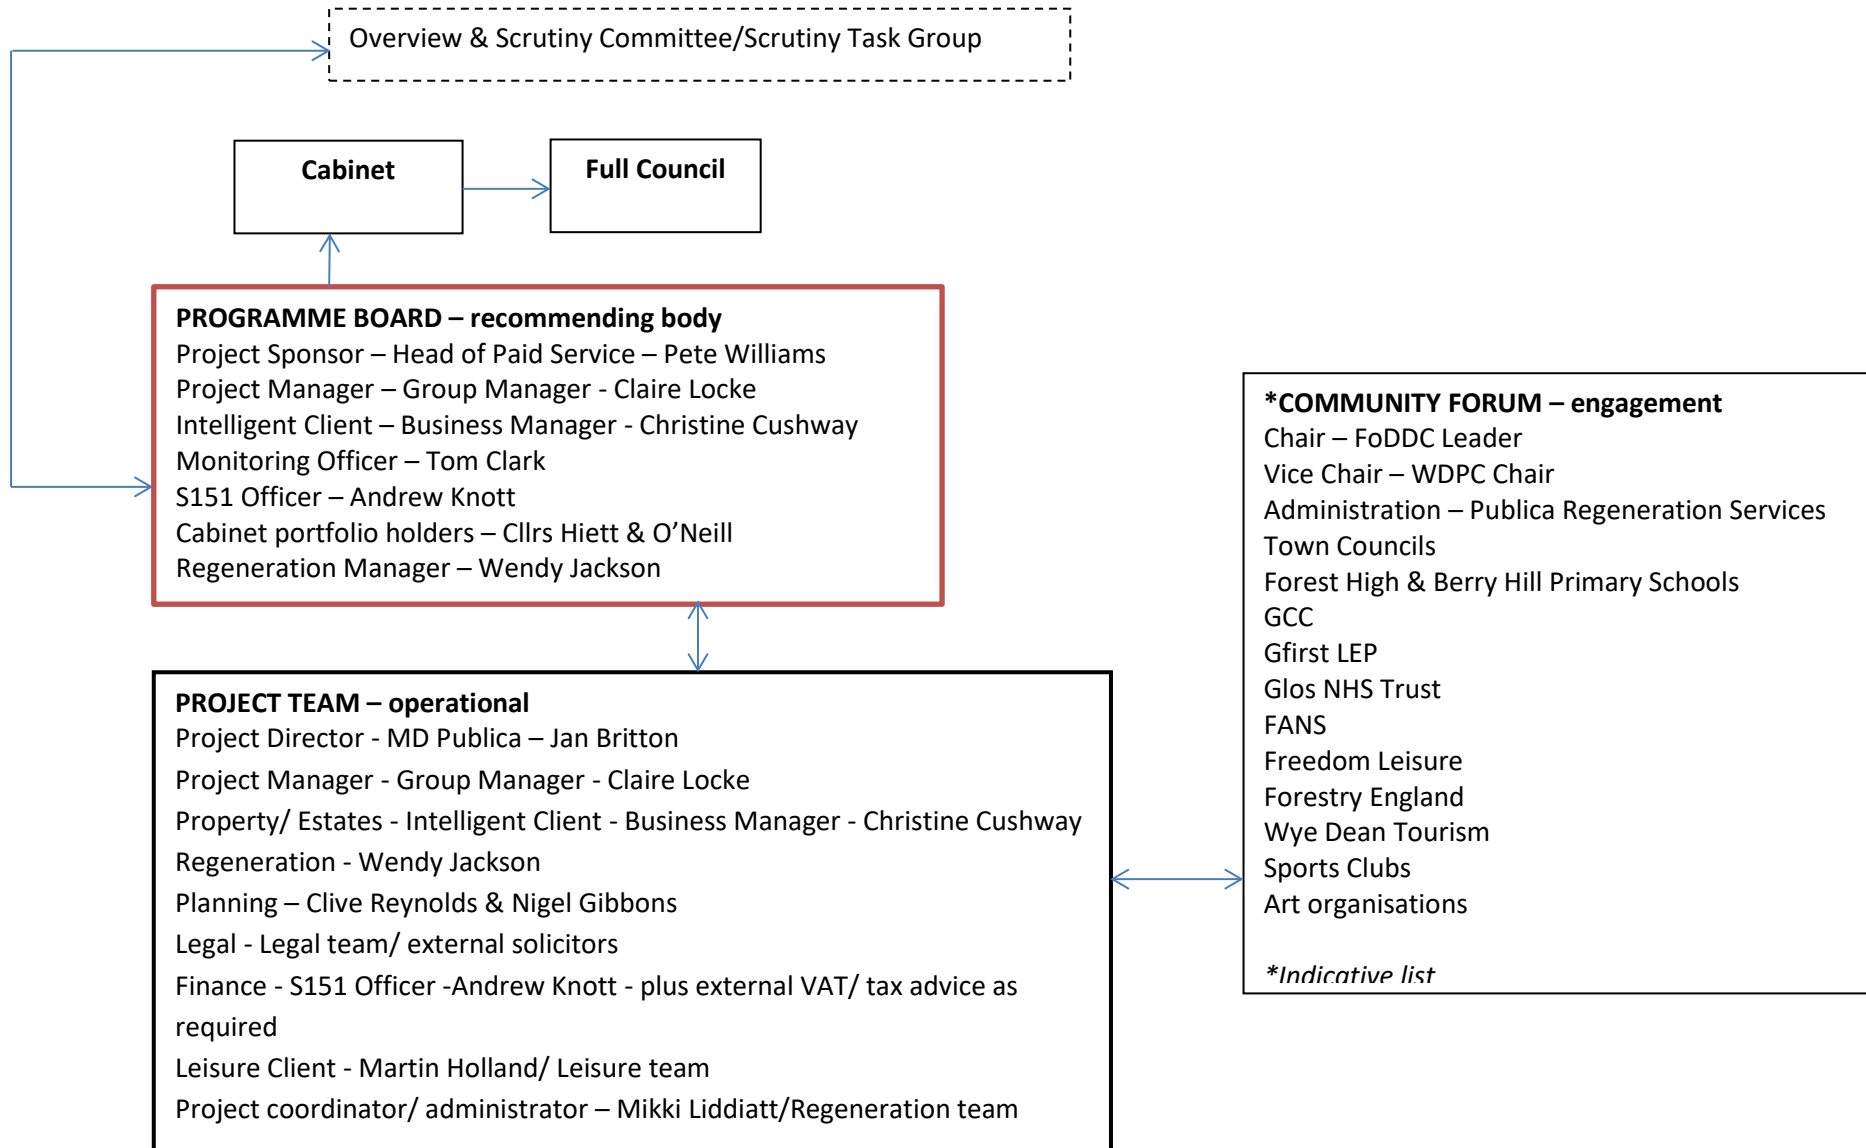 Overview & Scrutiny Committee/Scrutiny Task Group
Cabinet
Full Council
PROGRAMME BOARD – recommending body
Project Sponsor – Head of Paid Service – Pete Williams
Project Manager – Group Manager - Claire Locke
Intelligent Client – Business Manager - Christine Cushway
Monitoring Officer – Tom Clark
S151 Officer – Andrew Knott
Cabinet portfolio holders – Cllrs Hiett & O’Neill
Regeneration Manager – Wendy Jackson
PROJECT TEAM – operational
Project Director - MD Publica – Jan Britton
Project Manager - Group Manager - Claire Locke
Property/ Estates - Intelligent Client - Business Manager - Christine Cushway
Regeneration - Wendy Jackson
Planning – Clive Reynolds & Nigel Gibbons
Legal - Legal team/ external solicitors
Finance - S151 Officer -Andrew Knott - plus external VAT/ tax advice as
required
Leisure Client - Martin Holland/ Leisure team
Project coordinator/ administrator – Mikki Liddiatt/Regeneration team
*COMMUNITY FORUM – engagement
Chair – FoDDC Leader
Vice Chair – WDPC Chair
Administration – Publica Regeneration Services
Town Councils
Forest High & Berry Hill Primary Schools
GCC
Gfirst LEP
Glos NHS Trust
FANS
Freedom Leisure
Forestry England
Wye Dean Tourism
Sports Clubs
Art organisations
*Indicative list